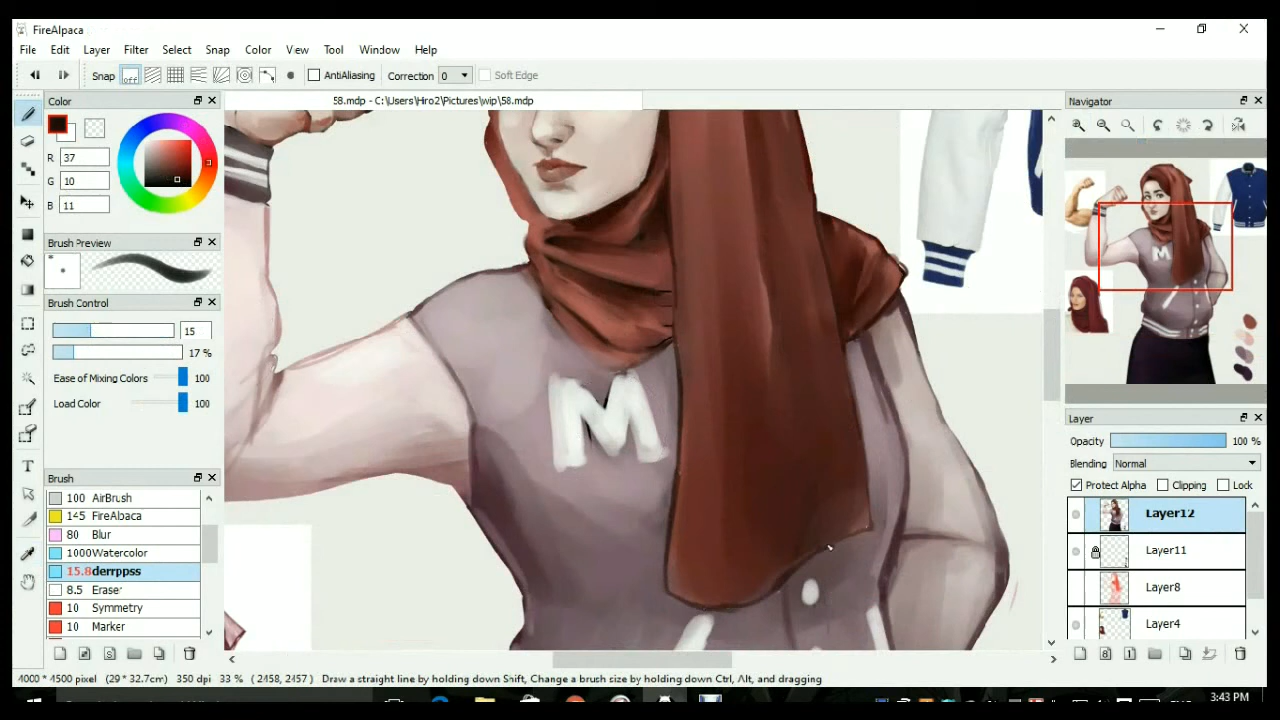 FireAlpaca
File Edit Layer Filter Select Snap Color View Tool Window Help
Snap off AntiAliasing Correction 0 Soft Edge
Color
58.mdp - C:\Users\Hiro2\Pictures\wip\58.mdp
Navigator
R 37
G 10
B 11
Brush Preview
Brush Control
15
17 %
Ease of Mixing Colors 100
Load Color 100
M
Layer
Opacity 100 %
Blending Normal
Protect Alpha Clipping Lock
Layer12
Layer11
Layer8
Layer4
Brush
100 AirBrush
145 FireAlpaca
80 Blur
1000 Watercolor
15.8 derrppss
8.5 Eraser
10 Symmetry
10 Marker
4000 * 4500 pixel (29 * 32.7cm) 350 dpi 33 % ( 2458, 2457 ) Draw a straight line by holding down Shift, Change a brush size by holding down Ctrl, Alt, and dragging
3:43 PM